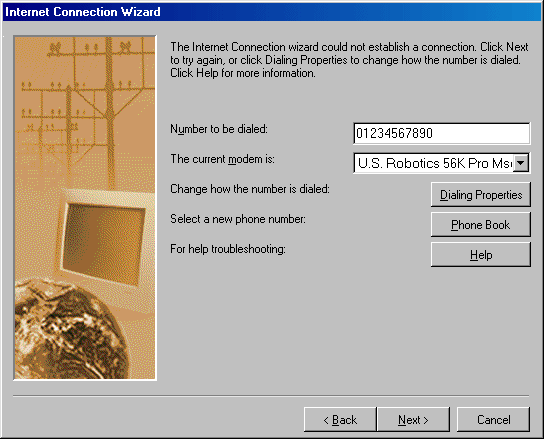 Internet Connection Wizard
The Internet Connection wizard could not establish a connection. Click Next
to try again, or click Dialing Properties to change how the number is dialed.
Click Help for more information.
Number to be dialed:
01234567890
The current modem is:
U.S. Robotics 56K Pro Ms
Change how the number is dialed:
Dialing Properties
Select a new phone number:
Phone Book
For help troubleshooting:
Help
< Back
Next >
Cancel